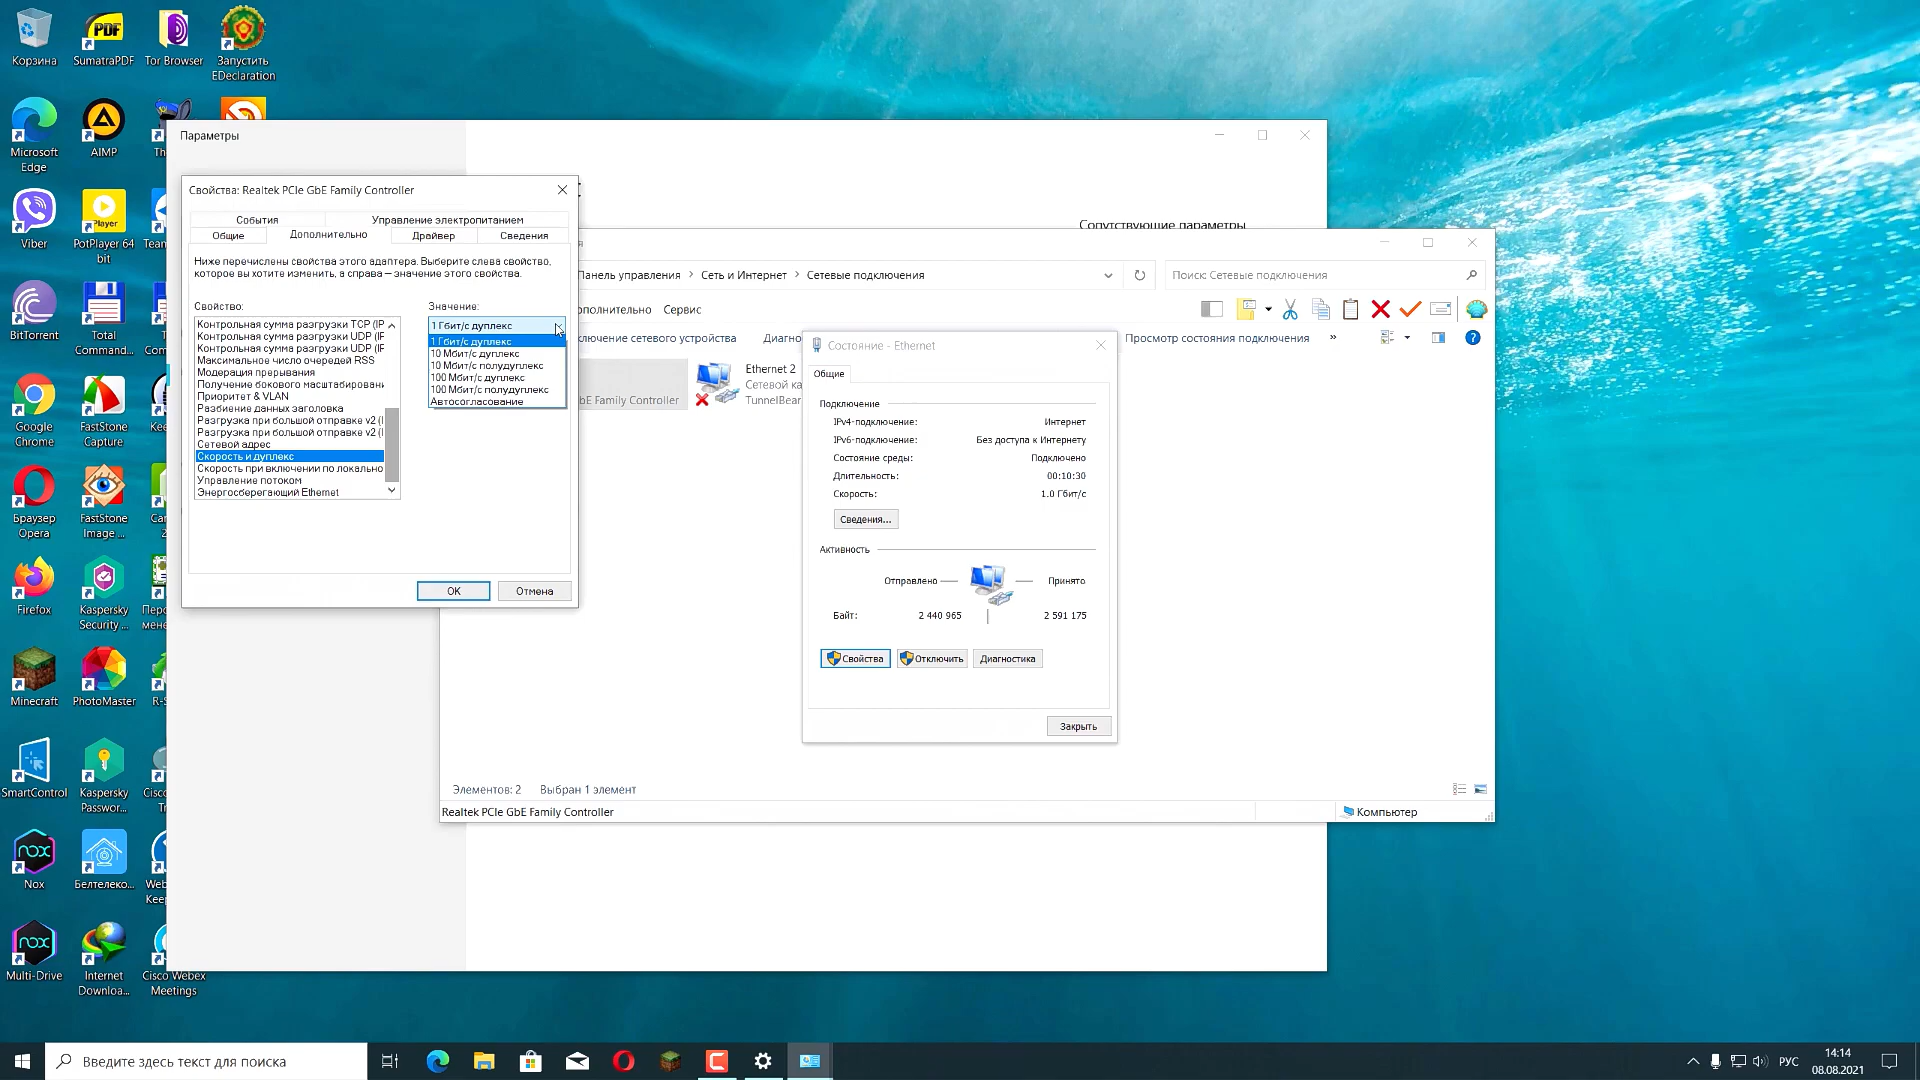 Корзина
SumatraPDF
Tor Browser
Запустить
EDeclaration
Microsoft
Edge
AIMP
Viber
PotPlayer 64
bit
BitTorrent
Total
Command...
Google
Chrome
FastStone
Capture
Браузер
Opera
FastStone
Image ...
Firefox
Kaspersky
Security ...
Minecraft
PhotoMaster
SmartControl
Kaspersky
Passwor...
Nox
Белтелеко...
Multi-Drive
Internet
Downloa...
Cisco Webex
Meetings
Параметры
Сопутствующие параметры
Свойства: Realtek PCIe GbE Family Controller
События
Управление электропитанием
Общие
Дополнительно
Драйвер
Сведения
Ниже перечислены свойства этого адаптера. Выберите слева свойство,
которое вы хотите изменить, а справа — значение этого свойства.
Свойство:
Значение:
Контрольная сумма разгрузки TCP (IP
Контрольная сумма разгрузки UDP (IF
Контрольная сумма разгрузки UDP (IF
Максимальное число очередей RSS
Модерация прерывания
Получение бокового масштабировани
Приоритет & VLAN
Разбиение данных заголовка
Разгрузка при большой отправке v2 (I
Разгрузка при большой отправке v2 (I
Сетевой адрес
Скорость и дуплекс
Скорость при включении по локально
Управление потоком
Энергосберегающий Ethernet
1 Гбит/с дуплекс
1 Гбит/с дуплекс
10 Мбит/с дуплекс
10 Мбит/с полудуплекс
100 Мбит/с дуплекс
100 Мбит/с полудуплекс
Автосогласование
OK
Отмена
Панель управления
Сеть и Интернет
Сетевые подключения
Поиск: Сетевые подключения
ополнительно
Сервис
ключение сетевого устройства
Диагно
Просмотр состояния подключения
»
bE Family Controller
Ethernet 2
Сетевой ка
TunnelBear
Состояние - Ethernet
Общие
Подключение
IPv4-подключение: Интернет
IPv6-подключение: Без доступа к Интернету
Состояние среды: Подключено
Длительность: 00:10:30
Скорость: 1.0 Гбит/с
Сведения...
Активность
Отправлено
Принято
Байт: 2 440 965 2 591 175
Свойства
Отключить
Диагностика
Закрыть
Элементов: 2
Выбран 1 элемент
Realtek PCIe GbE Family Controller
Компьютер
Введите здесь текст для поиска
РУС
14:14
08.08.2021